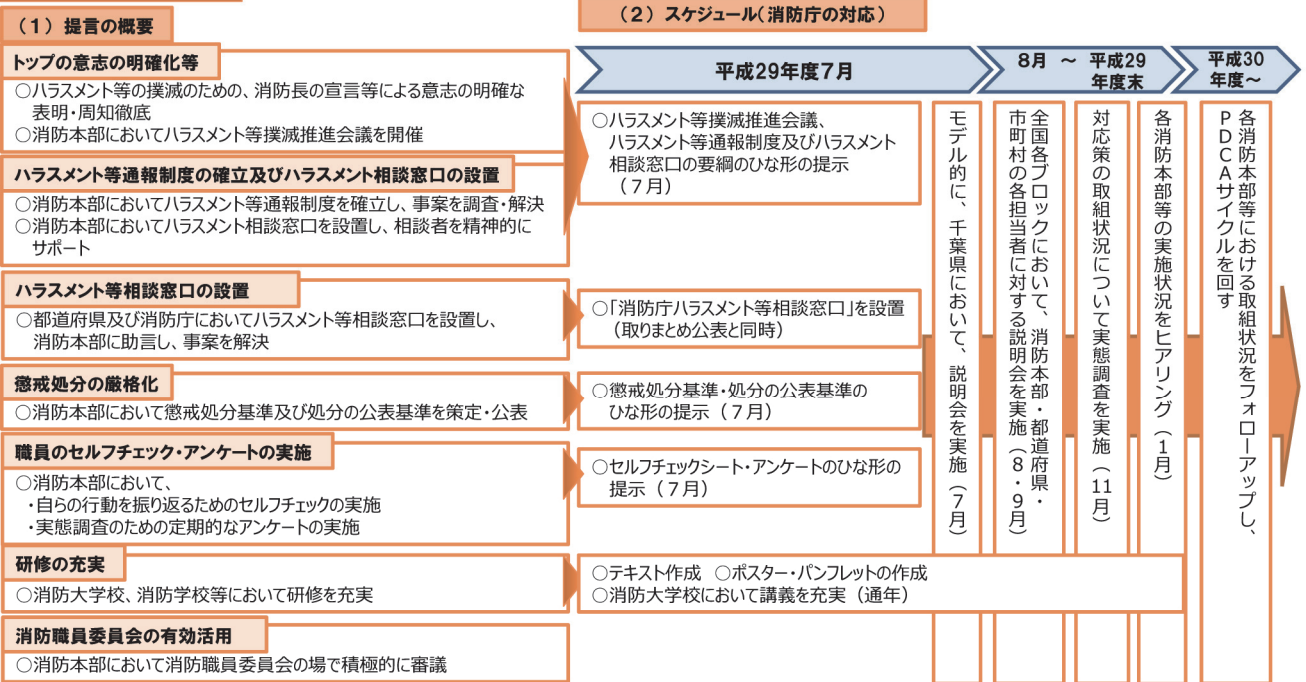 （1）提言の概要
トップの意志の明確化等
○ハラスメント等の撲滅のための、消防長の宣言等による意志の明確な
表明・周知徹底
○消防本部においてハラスメント等撲滅推進会議を開催
ハラスメント等通報制度の確立及びハラスメント相談窓口の設置
○消防本部においてハラスメント等通報制度を確立し、事案を調査・解決
○消防本部においてハラスメント相談窓口を設置し、相談者を精神的に
サポート
ハラスメント等相談窓口の設置
○都道府県及び消防庁においてハラスメント等相談窓口を設置し、
消防本部に助言し、事案を解決
懲戒処分の厳格化
○消防本部において懲戒処分基準及び処分の公表基準を策定・公表
職員のセルフチェック・アンケートの実施
○消防本部において、
・自らの行動を振り返るためのセルフチェックの実施
・実態調査のための定期的なアンケートの実施
研修の充実
○消防大学校、消防学校等において研修を充実
消防職員委員会の有効活用
○消防本部において消防職員委員会の場で積極的に審議
（2）スケジュール（消防庁の対応）
平成29年度7月
8月 ～ 平成29
年度末
平成30
年度～
○ハラスメント等撲滅推進会議、
ハラスメント等通報制度及びハラスメント
相談窓口の要綱のひな形の提示
（7月）
○「消防庁ハラスメント等相談窓口」を設置
（取りまとめ公表と同時）
○懲戒処分基準・処分の公表基準の
ひな形の提示（7月）
○セルフチェックシート・アンケートのひな形の
提示（7月）
○テキスト作成 ○ポスター・パンフレットの作成
○消防大学校において講義を充実（通年）
モデル的に、千葉県において、説明会を実施（7月）
全国各ブロックにおいて、消防本部・都道府県・
市町村の各担当者に対する説明会を実施（8・9月）
対応策の取組状況について実態調査を実施（11月）
各消防本部等の実施状況をヒアリング（1月）
各消防本部等における取組状況をフォローアップし、
PDCAサイクルを回す